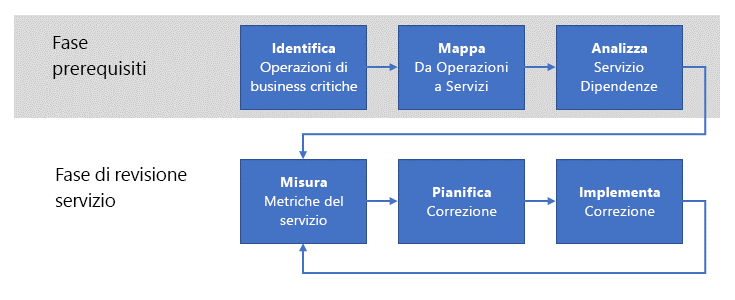 Fase
prerequisiti
Identifica
Operazioni di
business critiche
Mappa
Da Operazioni
a Servizi
Analizza
Servizio
Dipendenze
Fase di revisione
servizio
Misura
Metriche del
servizio
Pianifica
Correzione
Implementa
Correzione